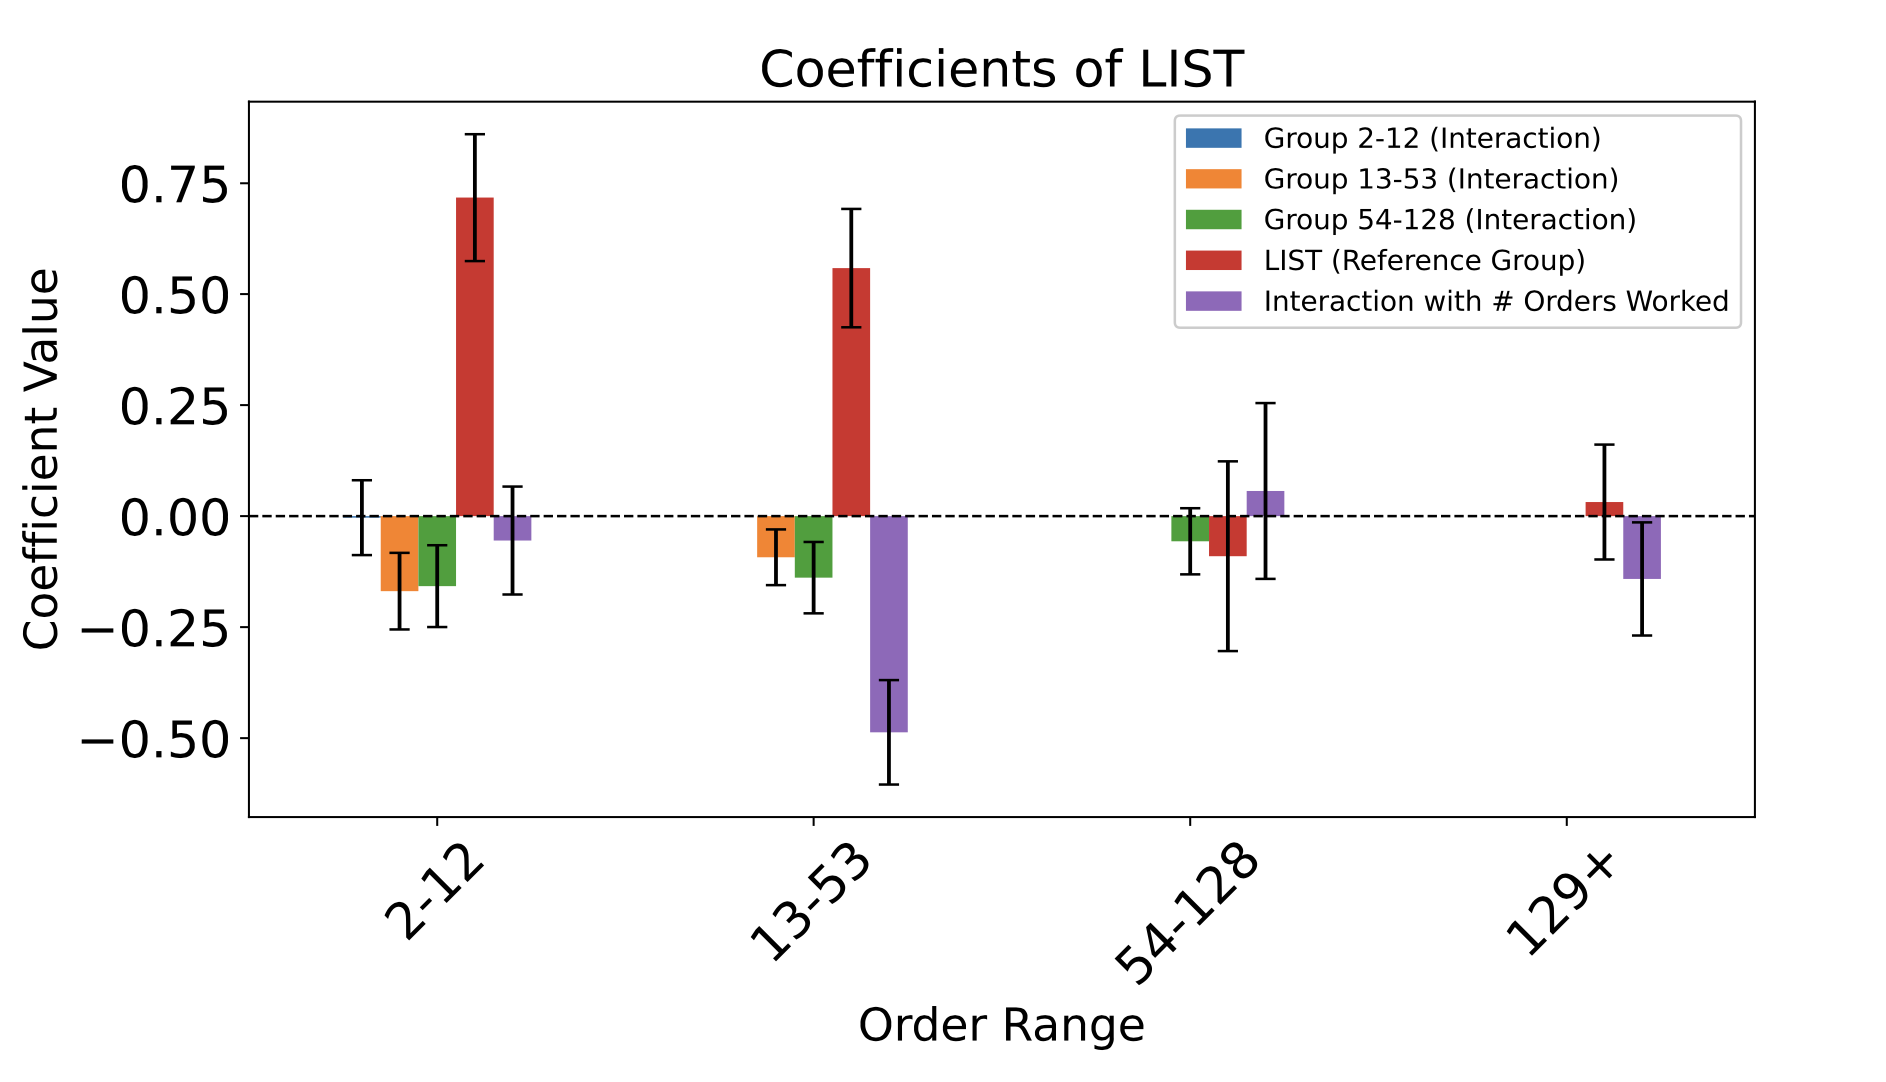 Coefficients of LIST
Group 2-12 (Interaction)
Group 13-53 (Interaction)
Group 54-128 (Interaction)
LIST (Reference Group)
Interaction with # Orders Worked
Coefficient Value
0.75
0.50
0.25
0.00
−0.25
−0.50
2-12
13-53
54-128
129+
Order Range